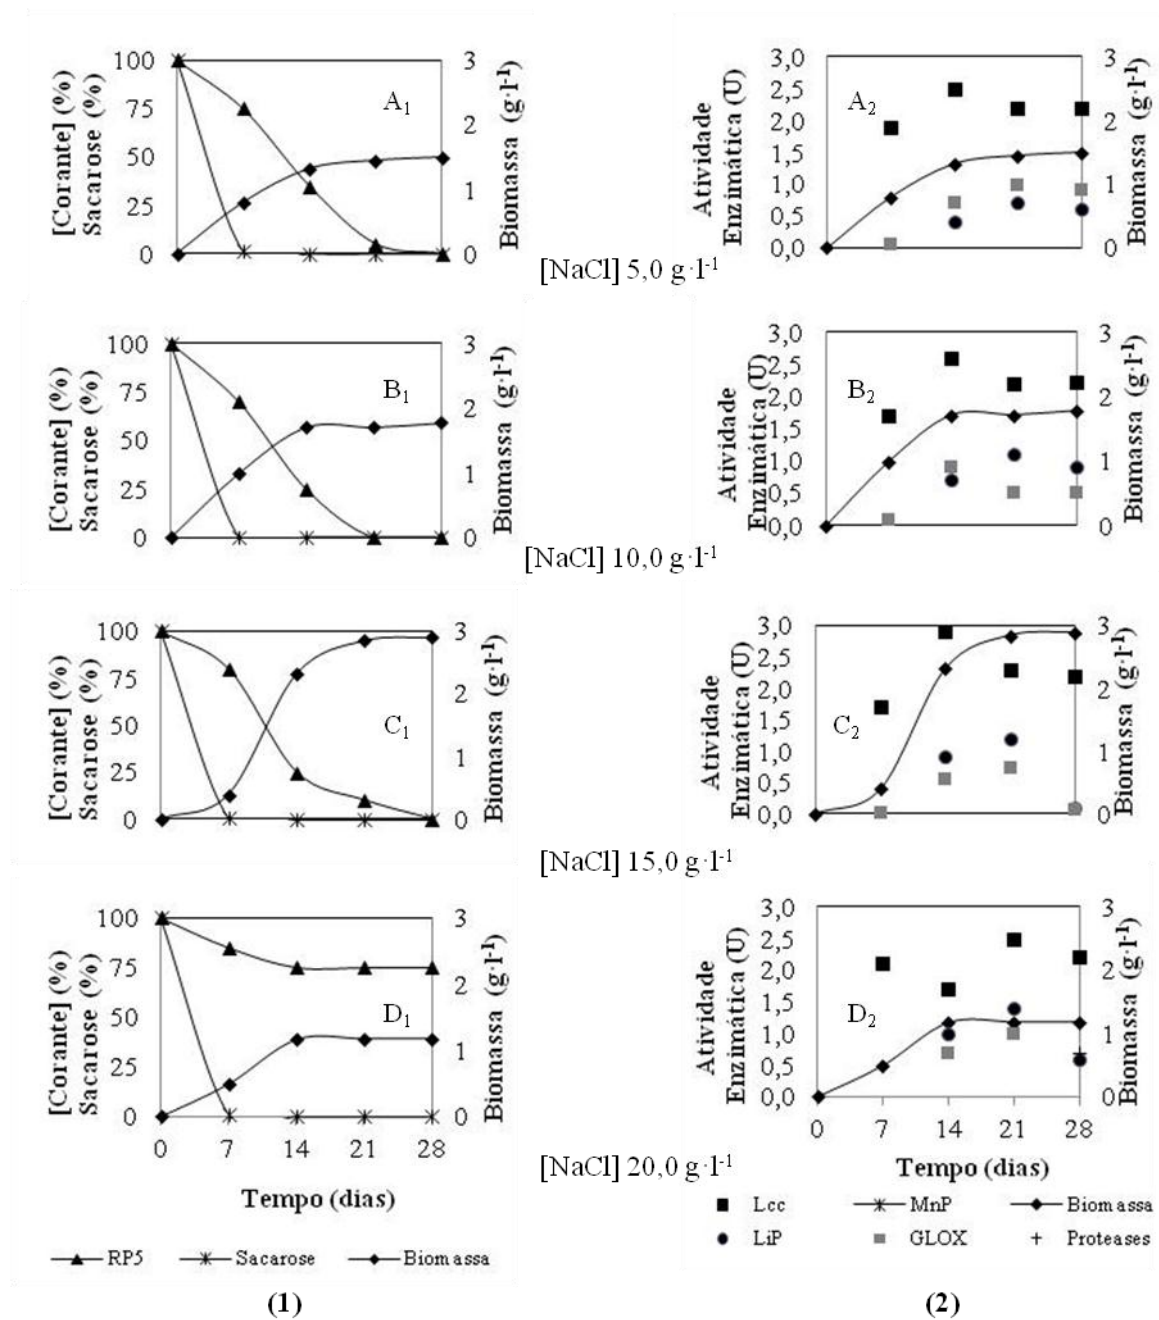 [Corante] (%)
Sacarose (%)
100
75
50
25
0
A1
3
2
1
0
Biomassa (g·l-1)
Atividade
Enzimática (U)
3,0
2,5
2,0
1,5
1,0
0,5
0,0
A2
3
2
1
0
Biomassa (g·l-1)
[NaCl] 5,0 g·l-1
[Corante] (%)
Sacarose (%)
100
75
50
25
0
B1
3
2
1
0
Biomassa (g·l-1)
Atividade
Enzimática (U)
3,0
2,5
2,0
1,5
1,0
0,5
0,0
B2
3
2
1
0
Biomassa (g·l-1)
[NaCl] 10,0 g·l-1
[Corante] (%)
Sacarose (%)
100
75
50
25
0
C1
3
2
1
0
Biomassa (g·l-1)
Atividade
Enzimática (U)
3,0
2,5
2,0
1,5
1,0
0,5
0,0
C2
3
2
1
0
Biomassa (g·l-1)
[NaCl] 15,0 g·l-1
[Corante] (%)
Sacarose (%)
100
75
50
25
0
D1
3
2
1
0
Biomassa (g·l-1)
0 7 14 21 28
Tempo (dias)
Atividade
Enzimática (U)
3,0
2,5
2,0
1,5
1,0
0,5
0,0
D2
3
2
1
0
Biomassa (g·l-1)
0 7 14 21 28
Tempo (dias)
[NaCl] 20,0 g·l-1
RP5 Sacarose Biomassa
Lcc MnP Biomassa
LiP GLOX Proteases
(1) (2)